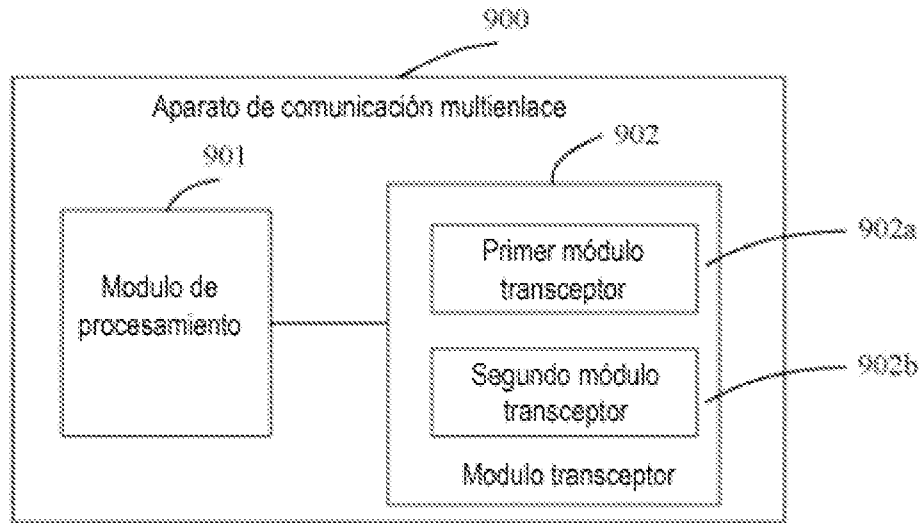 900
Aparato de comunicación multienlace
901
902
Modulo de
procesamiento
Primer módulo
transceptor
902a
Segundo módulo
transceptor
902b
Modulo transceptor